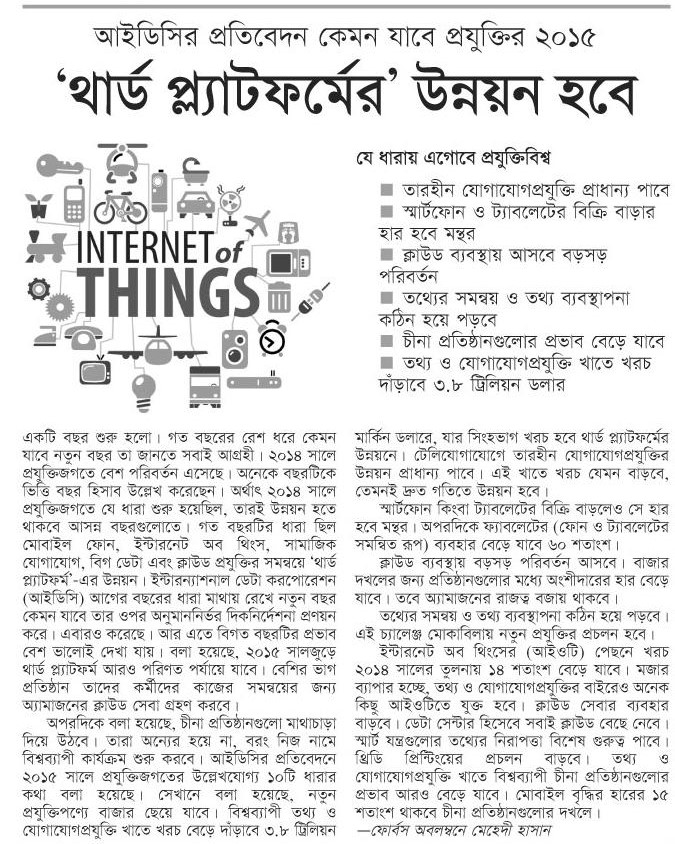 আইডিসির প্রতিবেদন কেমন যাবে প্রযুক্তির ২০১৫
‘থার্ড প্ল্যাটফর্মের’ উন্নয়ন হবে
INTERNET of
THINGS
যে ধারায় এগোবে প্রযুক্তিবিশ্ব
■ তারহীন যোগাযোগপ্রযুক্তি প্রাধান্য পাবে
■ স্মার্টফোন ও ট্যাবলেটের বিক্রি বাড়ার
হার হবে মন্থর
■ ক্লাউড ব্যবস্থায় আসবে বড়সড়
পরিবর্তন
■ তথ্যের সমন্বয় ও তথ্য ব্যবস্থাপনা
কঠিন হয়ে পড়বে
■ চীনা প্রতিষ্ঠানগুলোর প্রভাব বেড়ে যাবে
■ তথ্য ও যোগাযোগপ্রযুক্তি খাতে খরচ
দাঁড়াবে ৩.৮ ট্রিলিয়ন ডলার
একটি বছর শুরু হলো। গত বছরের রেশ ধরে কেমন
যাবে নতুন বছর তা জানতে সবাই আগ্রহী। ২০১৪ সালে
প্রযুক্তিজগতে বেশ পরিবর্তন এসেছে। অনেকে বছরটিকে
ভিত্তি বছর হিসাব উল্লেখ করেছেন। অর্থাৎ ২০১৪ সালে
প্রযুক্তিজগতে যে ধারা শুরু হয়েছিল, তারই উন্নয়ন হতে
থাকবে আসন্ন বছরগুলোতে। গত বছরটির ধারা ছিল
মোবাইল ফোন, ইন্টারনেট অব থিংস, সামাজিক
যোগাযোগ, বিগ ডেটা এবং ক্লাউড প্রযুক্তির সমন্বয়ে ‘থার্ড
প্ল্যাটফর্ম’-এর উন্নয়ন। ইন্টারন্যাশনাল ডেটা করপোরেশন
(আইডিসি) আগের বছরের ধারা মাথায় রেখে নতুন বছর
কেমন যাবে তার ওপর অনুমাননির্ভর দিকনির্দেশনা প্রণয়ন
করে। এবারও করেছে। আর এতে বিগত বছরটির প্রভাব
বেশ ভালোই দেখা যায়। বলা হয়েছে, ২০১৫ সালজুড়ে
থার্ড প্ল্যাটফর্ম আরও পরিণত পর্যায়ে যাবে। বেশির ভাগ
প্রতিষ্ঠান তাদের কর্মীদের কাজের সমন্বয়ের জন্য
অ্যামাজনের ক্লাউড সেবা গ্রহণ করবে।
অপরদিকে বলা হয়েছে, চীনা প্রতিষ্ঠানগুলো মাথাচাড়া
দিয়ে উঠবে। তারা অন্যের হয়ে না, বরং নিজ নামে
বিশ্বব্যাপী কার্যক্রম শুরু করবে। আইডিসির প্রতিবেদনে
২০১৫ সালে প্রযুক্তিজগতের উল্লেখযোগ্য ১০টি ধারার
কথা বলা হয়েছে। সেখানে বলা হয়েছে, নতুন
প্রযুক্তিপণ্যে বাজার ছেয়ে যাবে। বিশ্বব্যাপী তথ্য ও
যোগাযোগপ্রযুক্তি খাতে খরচ বেড়ে দাঁড়াবে ৩.৮ ট্রিলিয়ন
মার্কিন ডলারে, যার সিংহভাগ খরচ হবে থার্ড প্ল্যাটফর্মের
উন্নয়নে। টেলিযোগাযোগে তারহীন যোগাযোগপ্রযুক্তির
উন্নয়ন প্রাধান্য পাবে। এই খাতে খরচ যেমন বাড়বে,
তেমনই দ্রুত গতিতে উন্নয়ন হবে।
স্মার্টফোন কিংবা ট্যাবলেটের বিক্রি বাড়লেও সে হার
হবে মন্থর। অপরদিকে ফ্যাবলেটের (ফোন ও ট্যাবলেটের
সমন্বিত রূপ) ব্যবহার বেড়ে যাবে ৬০ শতাংশ।
ক্লাউড ব্যবস্থায় বড়সড় পরিবর্তন আসবে। বাজার
দখলের জন্য প্রতিষ্ঠানগুলোর মধ্যে অংশীদারের হার বেড়ে
যাবে। তবে অ্যামাজনের রাজত্ব বজায় থাকবে।
তথ্যের সমন্বয় ও তথ্য ব্যবস্থাপনা কঠিন হয়ে পড়বে।
এই চ্যালেঞ্জ মোকাবিলায় নতুন প্রযুক্তির প্রচলন হবে।
ইন্টারনেট অব থিংসের (আইওটি) পেছনে খরচ
২০১৪ সালের তুলনায় ১৪ শতাংশ বেড়ে যাবে। মজার
ব্যাপার হচ্ছে, তথ্য ও যোগাযোগপ্রযুক্তির বাইরেও অনেক
কিছু আইওটিতে যুক্ত হবে। ক্লাউড সেবার ব্যবহার
বাড়বে। ডেটা সেন্টার হিসেবে সবাই ক্লাউড বেছে নেবে।
স্মার্ট যন্ত্রগুলোর তথ্যের নিরাপত্তা বিশেষ গুরুত্ব পাবে।
থ্রিডি প্রিন্টিংয়ের প্রচলন বাড়বে। তথ্য ও
যোগাযোগপ্রযুক্তি খাতে বিশ্বব্যাপী চীনা প্রতিষ্ঠানগুলোর
প্রভাব আরও বেড়ে যাবে। মোবাইল বৃদ্ধির হারের ১৫
শতাংশ থাকবে চীনা প্রতিষ্ঠানগুলোর দখলে।
—ফোর্বস অবলম্বনে মেহেদী হাসান